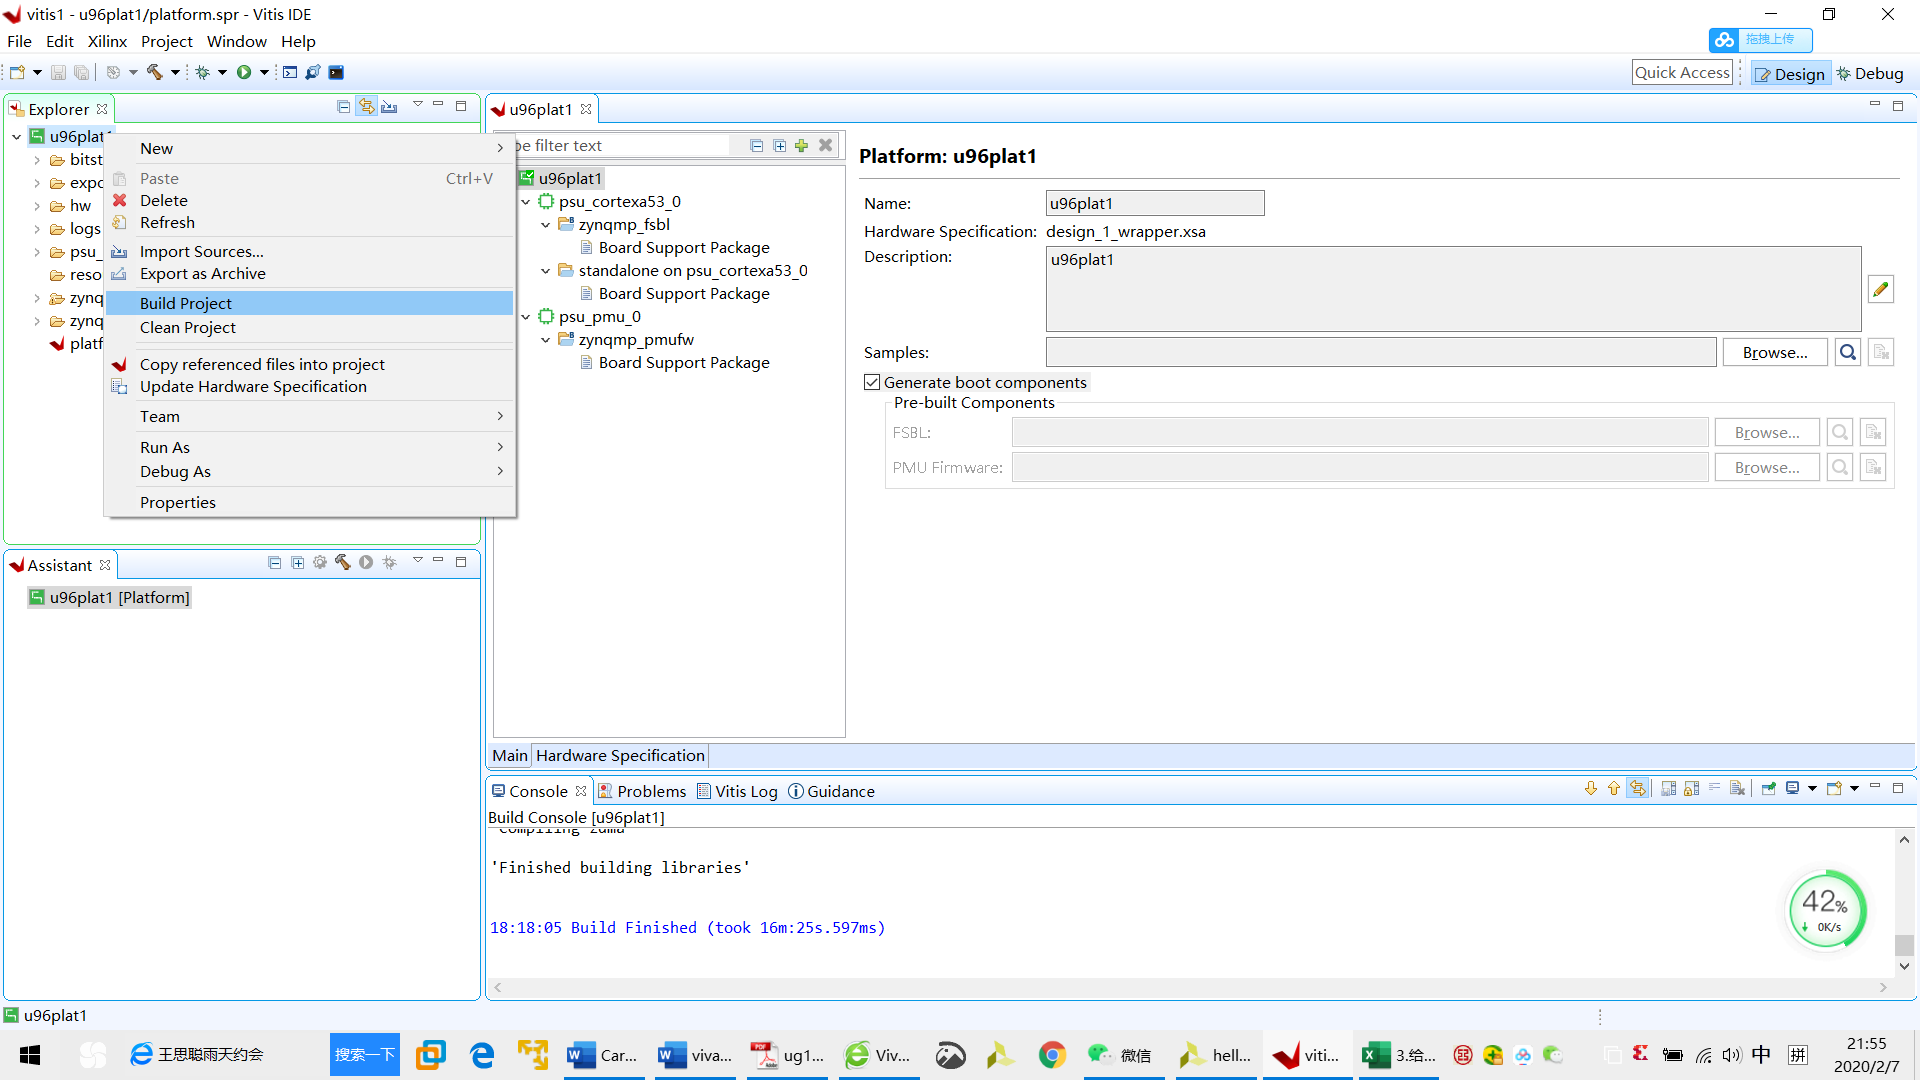 vitis1 - u96plat1/platform.spr - Vitis IDE
File Edit Xilinx Project Window Help
拖拽上传
Quick Access
Design
Debug
Explorer
u96plat1
bitst
expo
hw
logs
psu_
reso
zynq
zynq
platf
New
Paste Ctrl+V
Delete
Refresh
Import Sources...
Export as Archive
Build Project
Clean Project
Copy referenced files into project
Update Hardware Specification
Team
Run As
Debug As
Properties
Assistant
u96plat1 [Platform]
u96plat1
pe filter text
u96plat1
psu_cortexa53_0
zynqmp_fsbl
Board Support Package
standalone on psu_cortexa53_0
Board Support Package
psu_pmu_0
zynqmp_pmufw
Board Support Package
Platform: u96plat1
Name: u96plat1
Hardware Specification: design_1_wrapper.xsa
Description: u96plat1
Samples: Browse...
Generate boot components
Pre-built Components
FSBL: Browse...
PMU Firmware: Browse...
Main Hardware Specification
Console Problems Vitis Log Guidance
Build Console [u96plat1]
'Finished building libraries'
18:18:05 Build Finished (took 16m:25s.597ms)
42%
0K/s
u96plat1
王思聪雨天约会
搜索一下
Car...
viva...
ug1...
Viv...
微信
hell...
viti...
3.给...
中
拼
21:55
2020/2/7